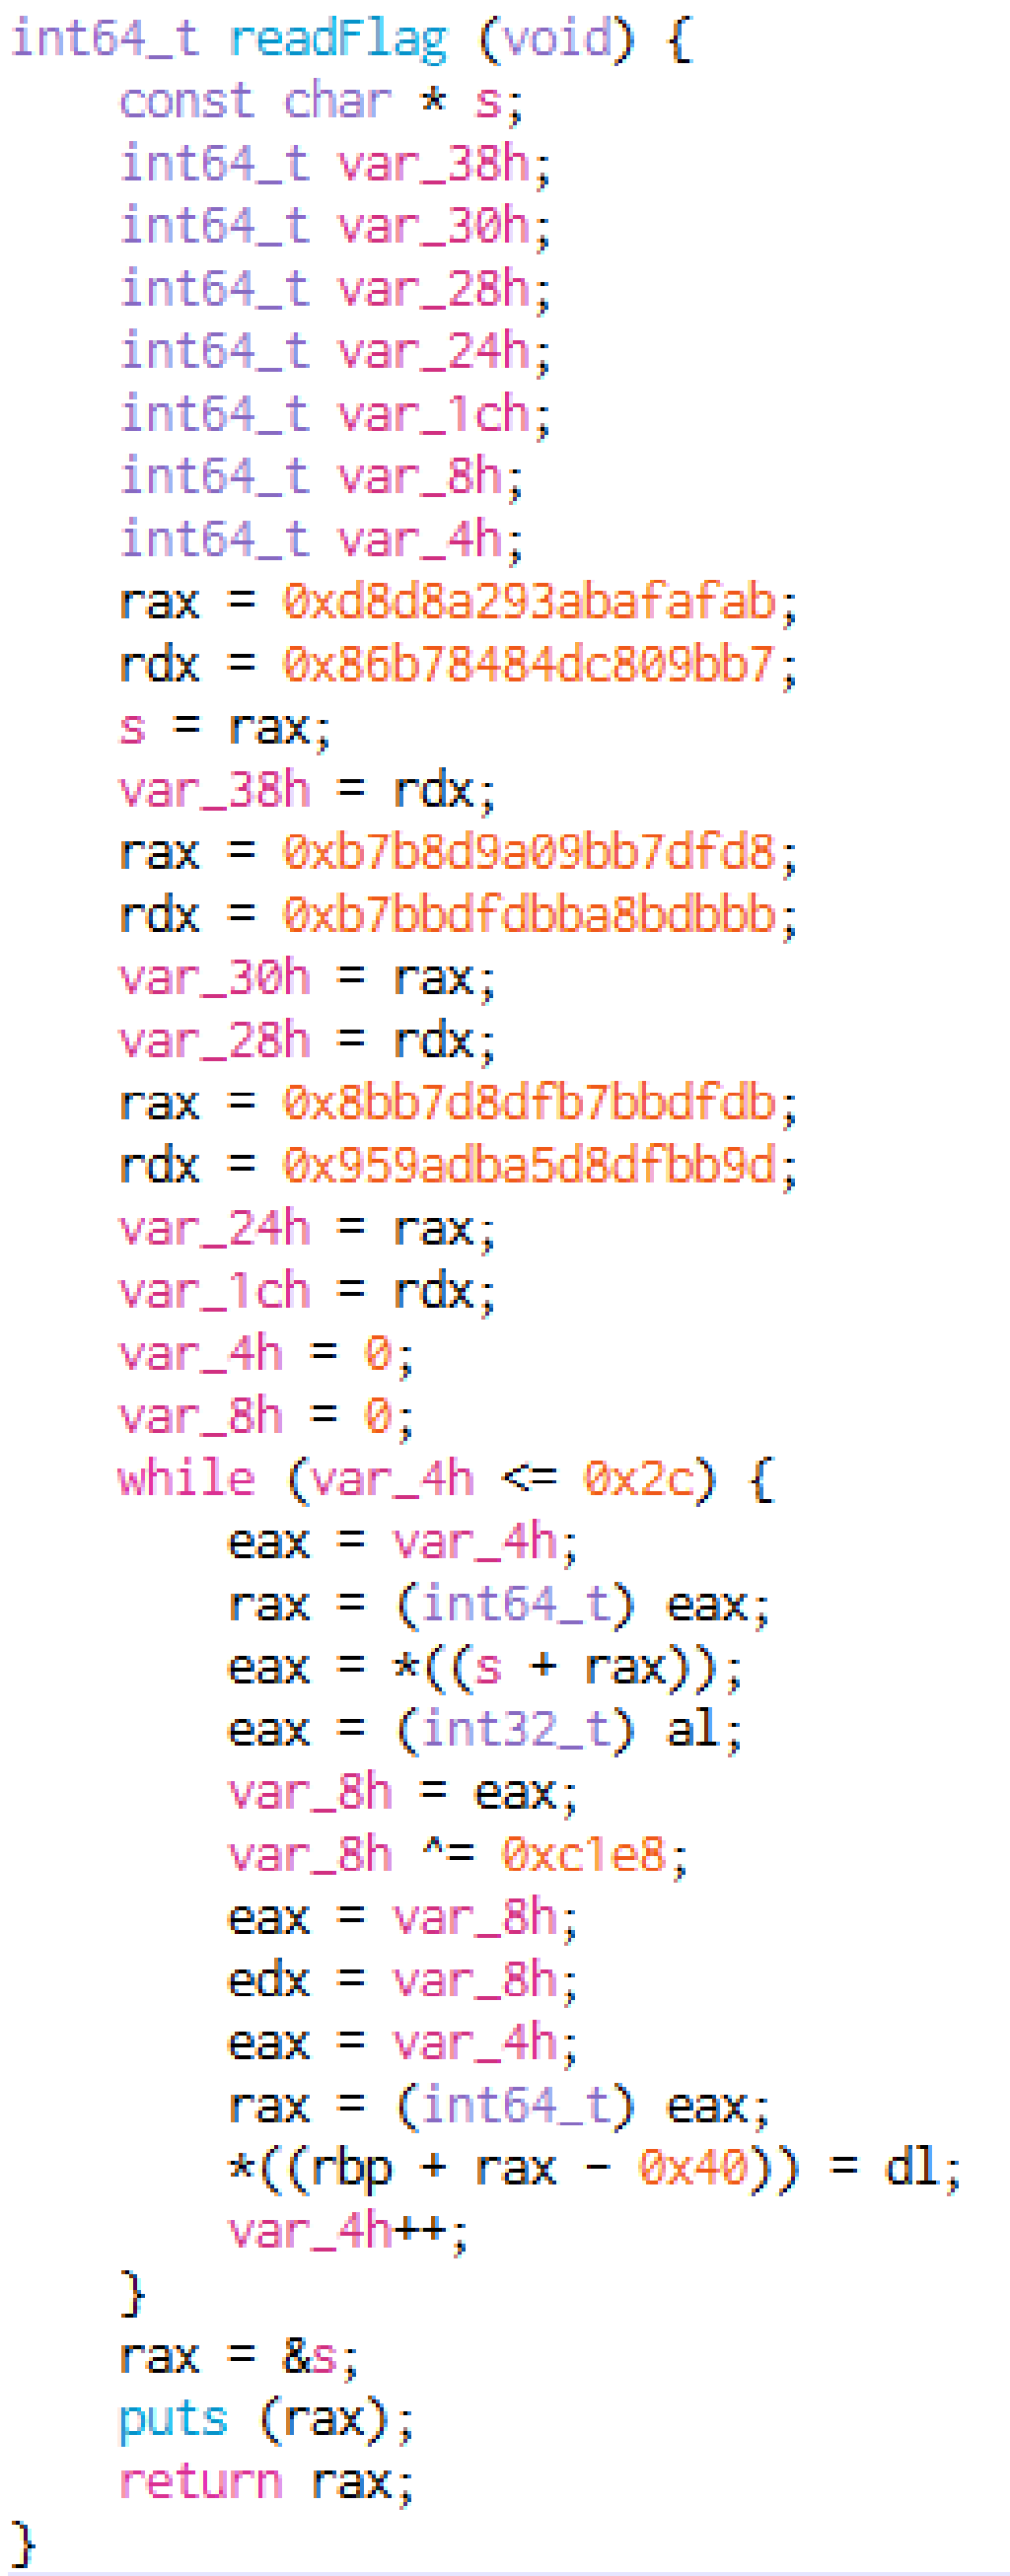 int64_t readFlag (void) {
    const char * s;
    int64_t var_38h;
    int64_t var_30h;
    int64_t var_28h;
    int64_t var_24h;
    int64_t var_1ch;
    int64_t var_8h;
    int64_t var_4h;
    rax = 0xd8d8a293abafafab;
    rdx = 0x86b78484dc809bb7;
    s = rax;
    var_38h = rdx;
    rax = 0xb7b8d9a09bb7dfd8;
    rdx = 0xb7bbdfdbba8bdbbb;
    var_30h = rax;
    var_28h = rdx;
    rax = 0x8bb7d8dfb7bbdfdb;
    rdx = 0x959adba5d8dfbb9d;
    var_24h = rax;
    var_1ch = rdx;
    var_4h = 0;
    var_8h = 0;
    while (var_4h <= 0x2c) {
        eax = var_4h;
        rax = (int64_t) eax;
        eax = *((s + rax));
        eax = (int32_t) al;
        var_8h = eax;
        var_8h ^= 0xc1e8;
        eax = var_8h;
        edx = var_8h;
        eax = var_4h;
        rax = (int64_t) eax;
        *((rbp + rax - 0x40)) = dl;
        var_4h++;
    }
    rax = &s;
    puts (rax);
    return rax;
}